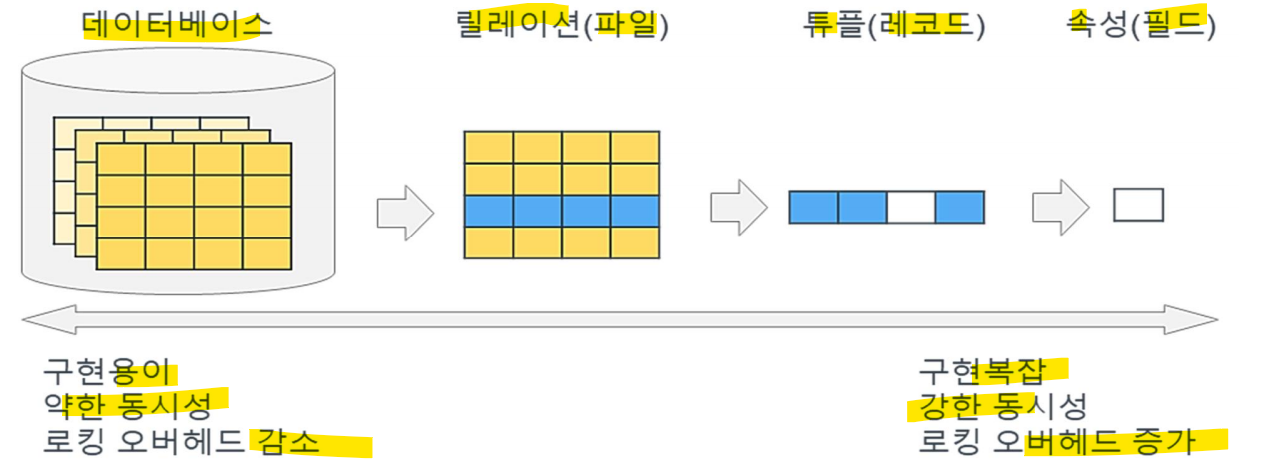 데이터베이스
릴레이션(파일)
튜플(레코드)
속성(필드)
구현용이
약한 동시성
로킹 오버헤드 감소
구현복잡
강한 동시성
로킹 오버헤드 증가